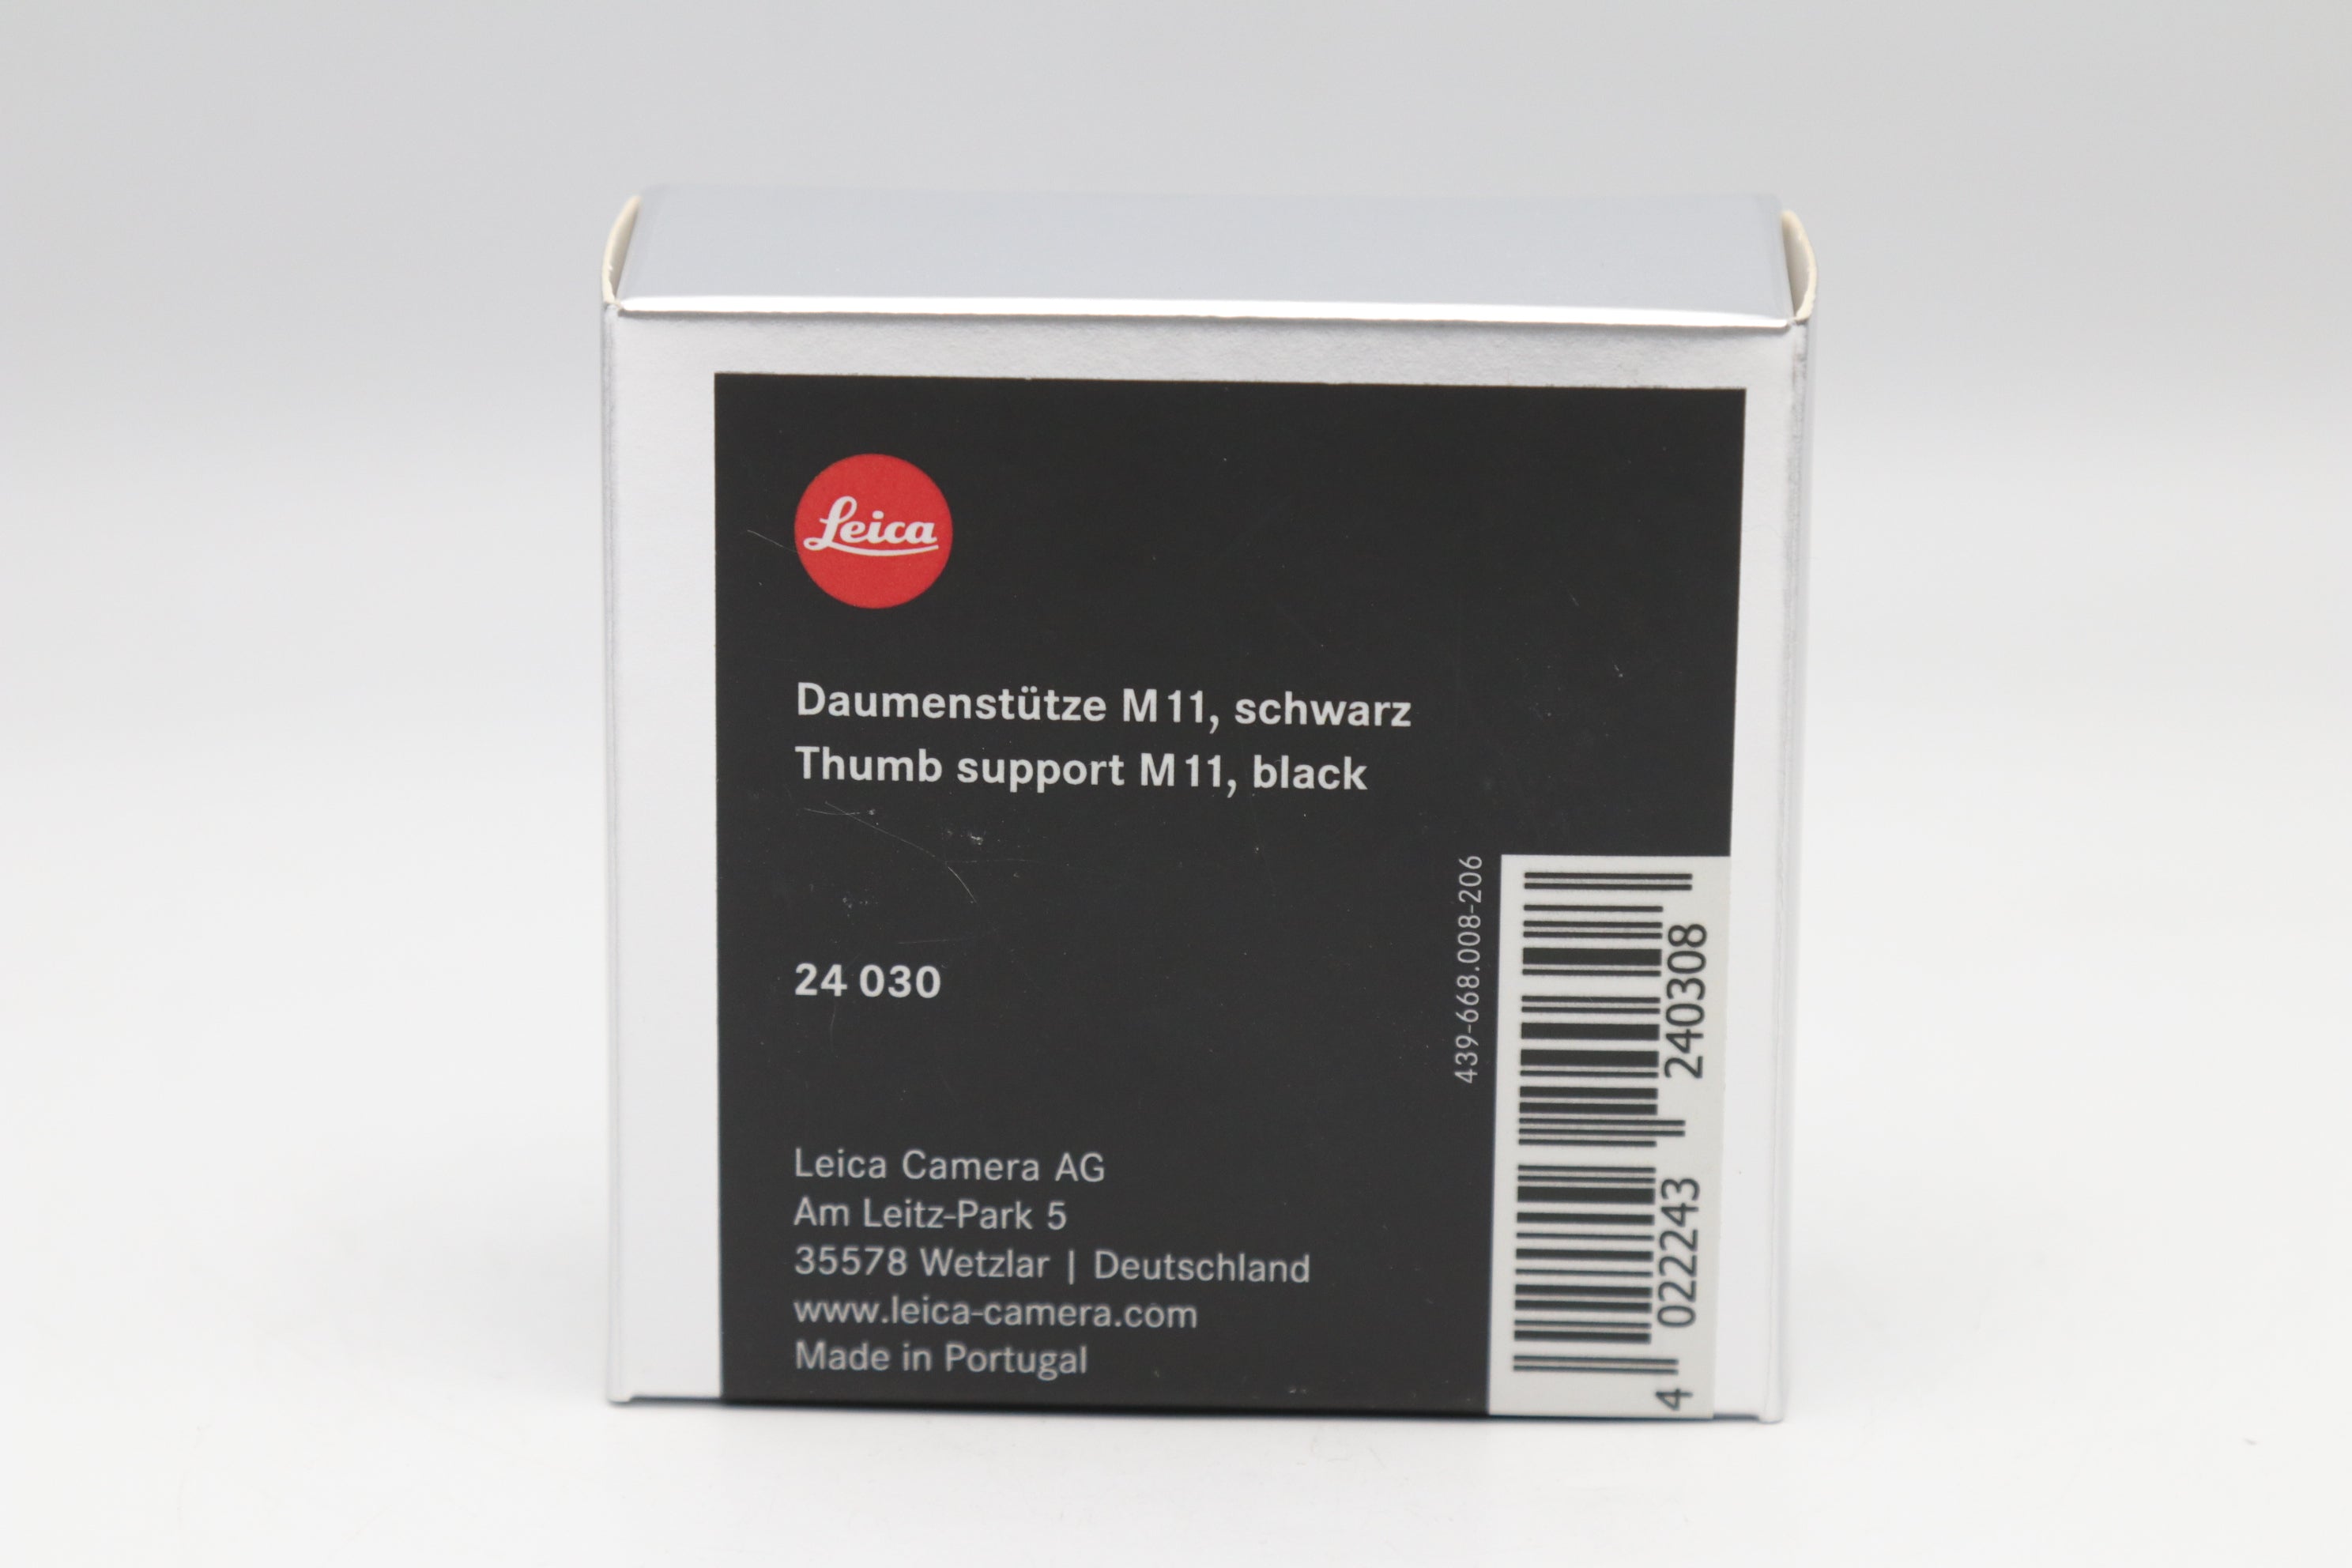 Leica
Daumenstütze M11, schwarz
Thumb support M11, black
24 030
439-668.008-206
Leica Camera AG
Am Leitz-Park 5
35578 Wetzlar | Deutschland
www.leica-camera.com
Made in Portugal
4 022243 240308